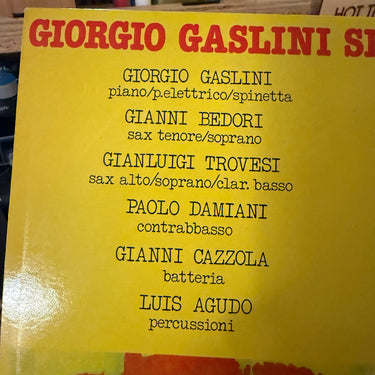 GIORGIO GASLINI
GIORGIO GASLINI
piano/p.elettrico/spinetta
GIANNI BEDORI
sax tenore/soprano
GIANLUIGI TROVESI
sax alto/soprano/clar. basso
PAOLO DAMIANI
contrabbasso
GIANNI CAZZOLA
batteria
LUIS AGUDO
percussioni
HOT